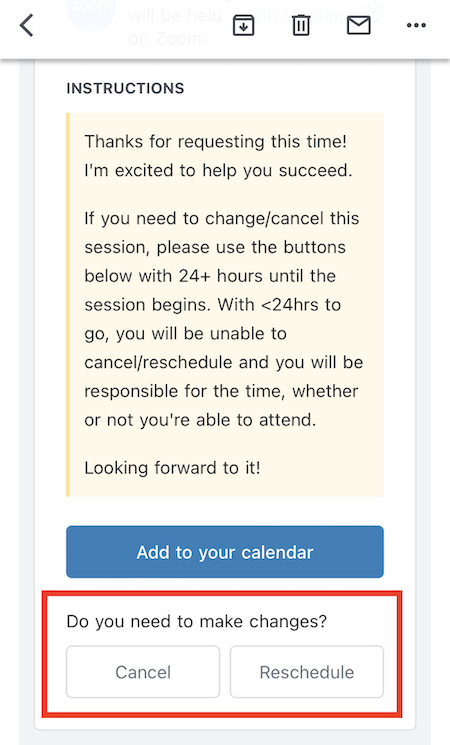 zoom
will be held
on Zoom.
INSTRUCTIONS
Thanks for requesting this time!
I'm excited to help you succeed.
If you need to change/cancel this
session, please use the buttons
below with 24+ hours until the
session begins. With <24hrs to
go, you will be unable to
cancel/reschedule and you will be
responsible for the time, whether
or not you're able to attend.
Looking forward to it!
Add to your calendar
Do you need to make changes?
Cancel
Reschedule